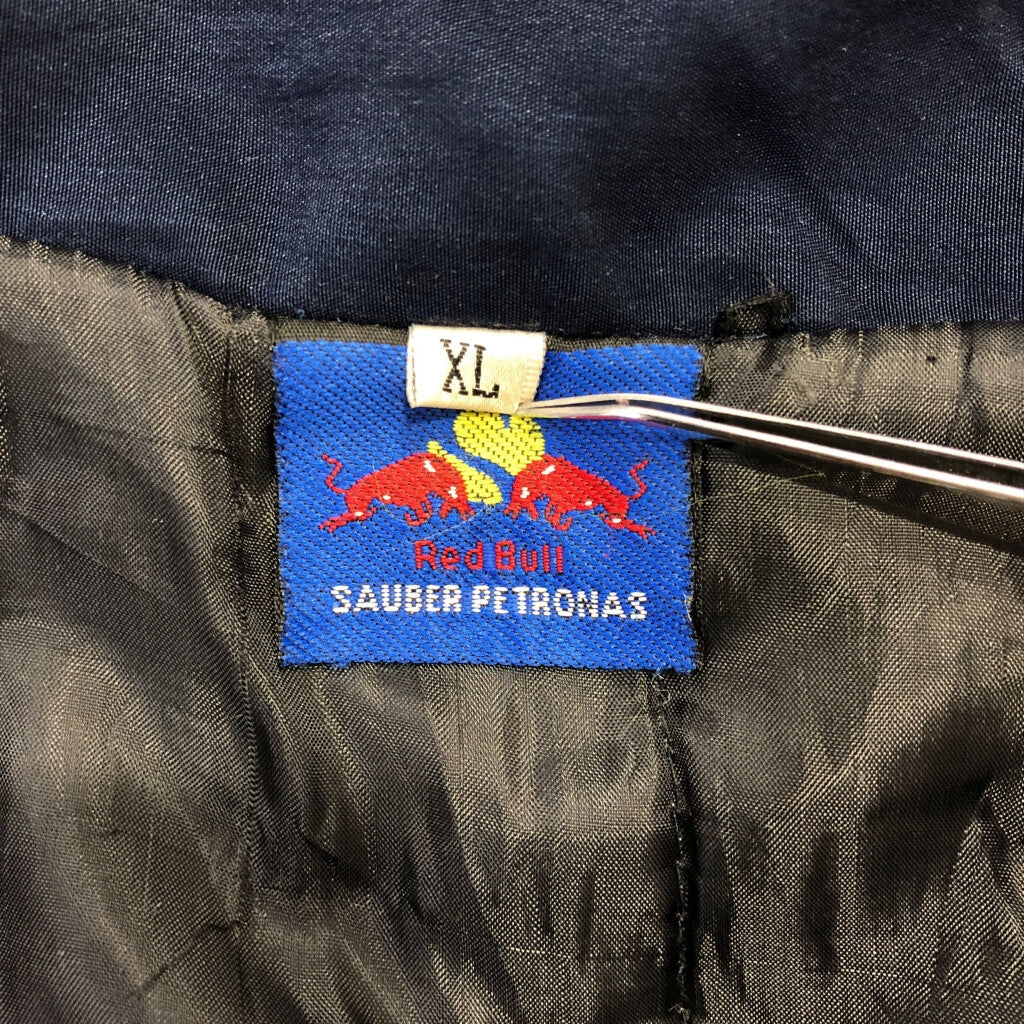 XL
Red Bull
SAUBER PETRONAS